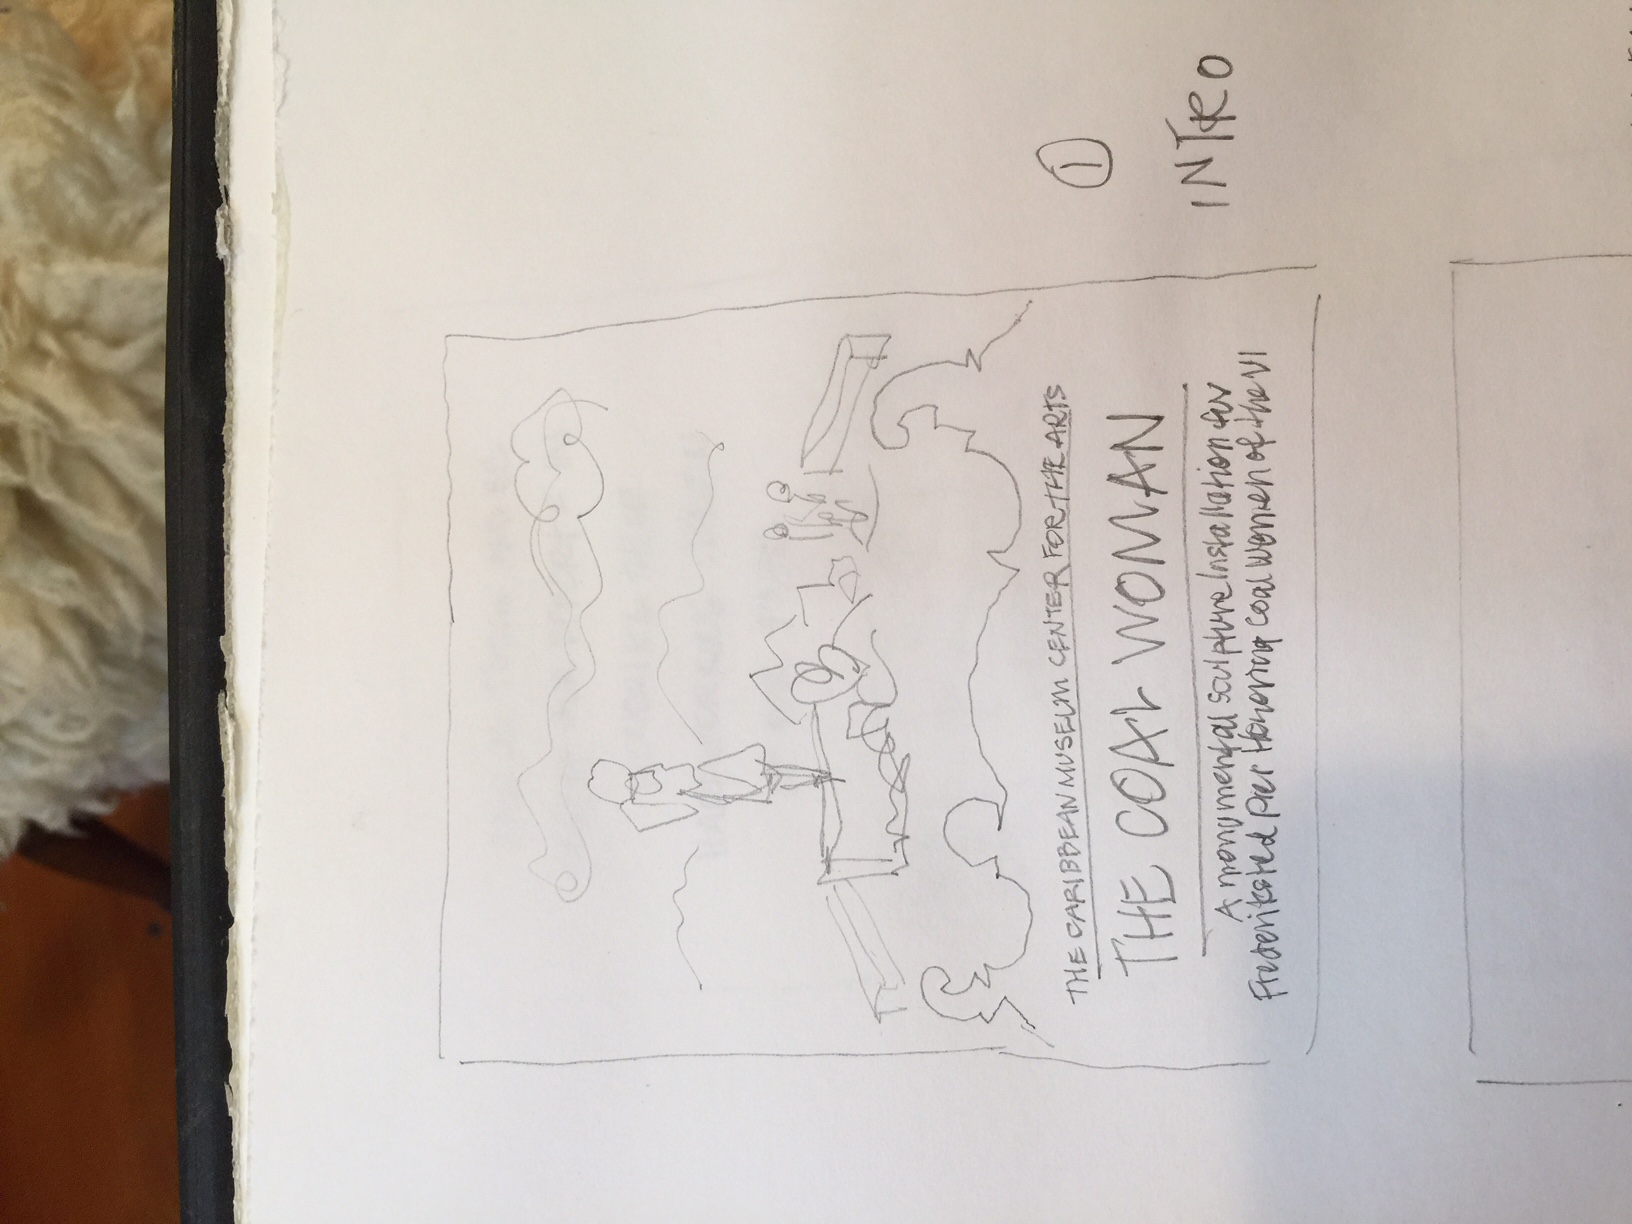 THE CARIBBEAN MUSEUM CENTER FOR THE ARTS
THE COAL WOMAN
A monumental sculpture Installation for
Frederiksted Pier Honoring Coal Women of the VI
1
INTRO